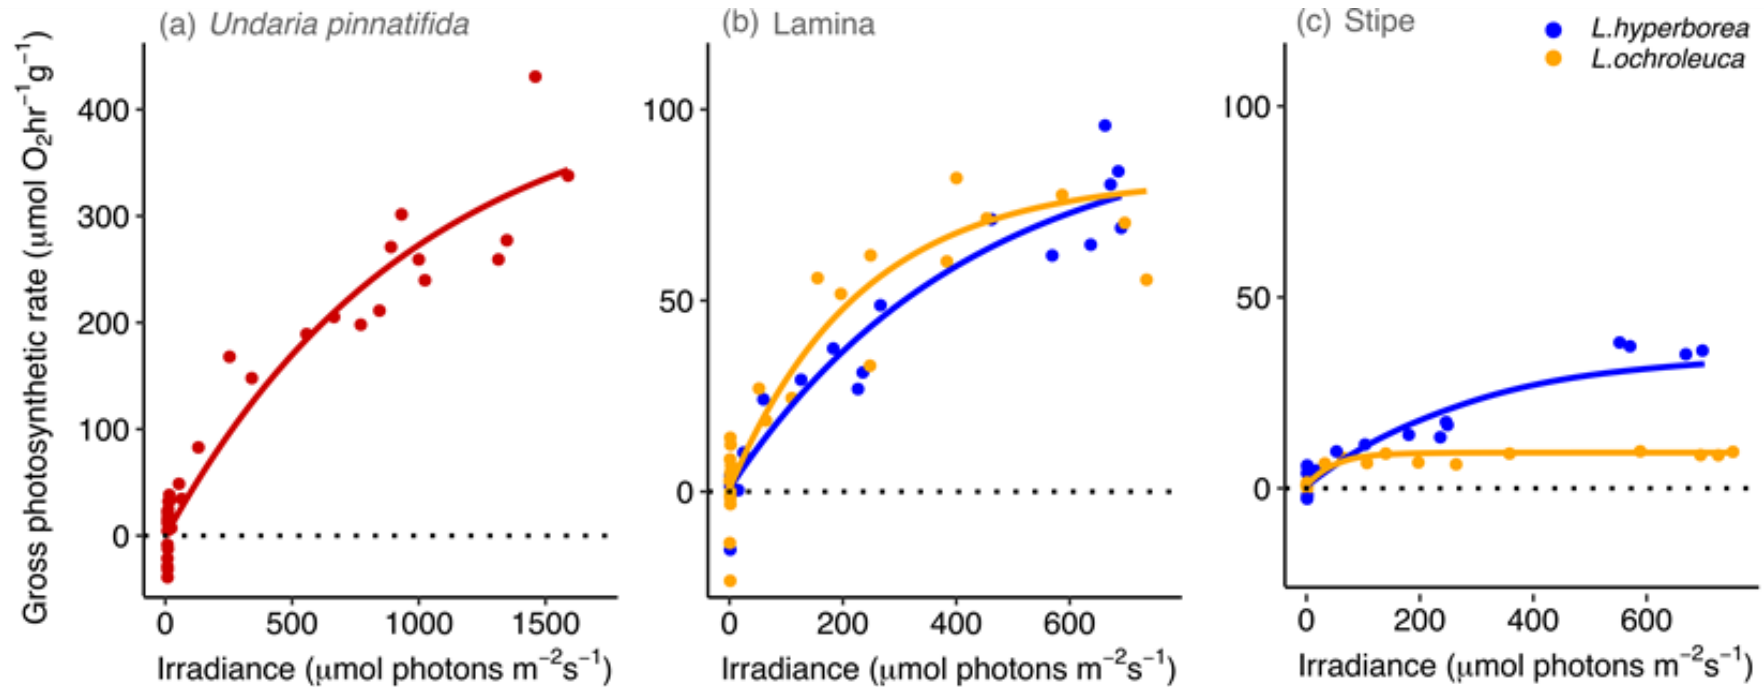 (a) Undaria pinnatifida
(b) Lamina
(c) Stipe
L.hyperborea
L.ochroleuca
Gross photosynthetic rate (μmol O₂hr⁻¹g⁻¹)
400
300
200
100
0
100
50
0
100
50
0
0 500 1000 1500
0 200 400 600
0 200 400 600
Irradiance (μmol photons m⁻²s⁻¹)
Irradiance (μmol photons m⁻²s⁻¹)
Irradiance (μmol photons m⁻²s⁻¹)